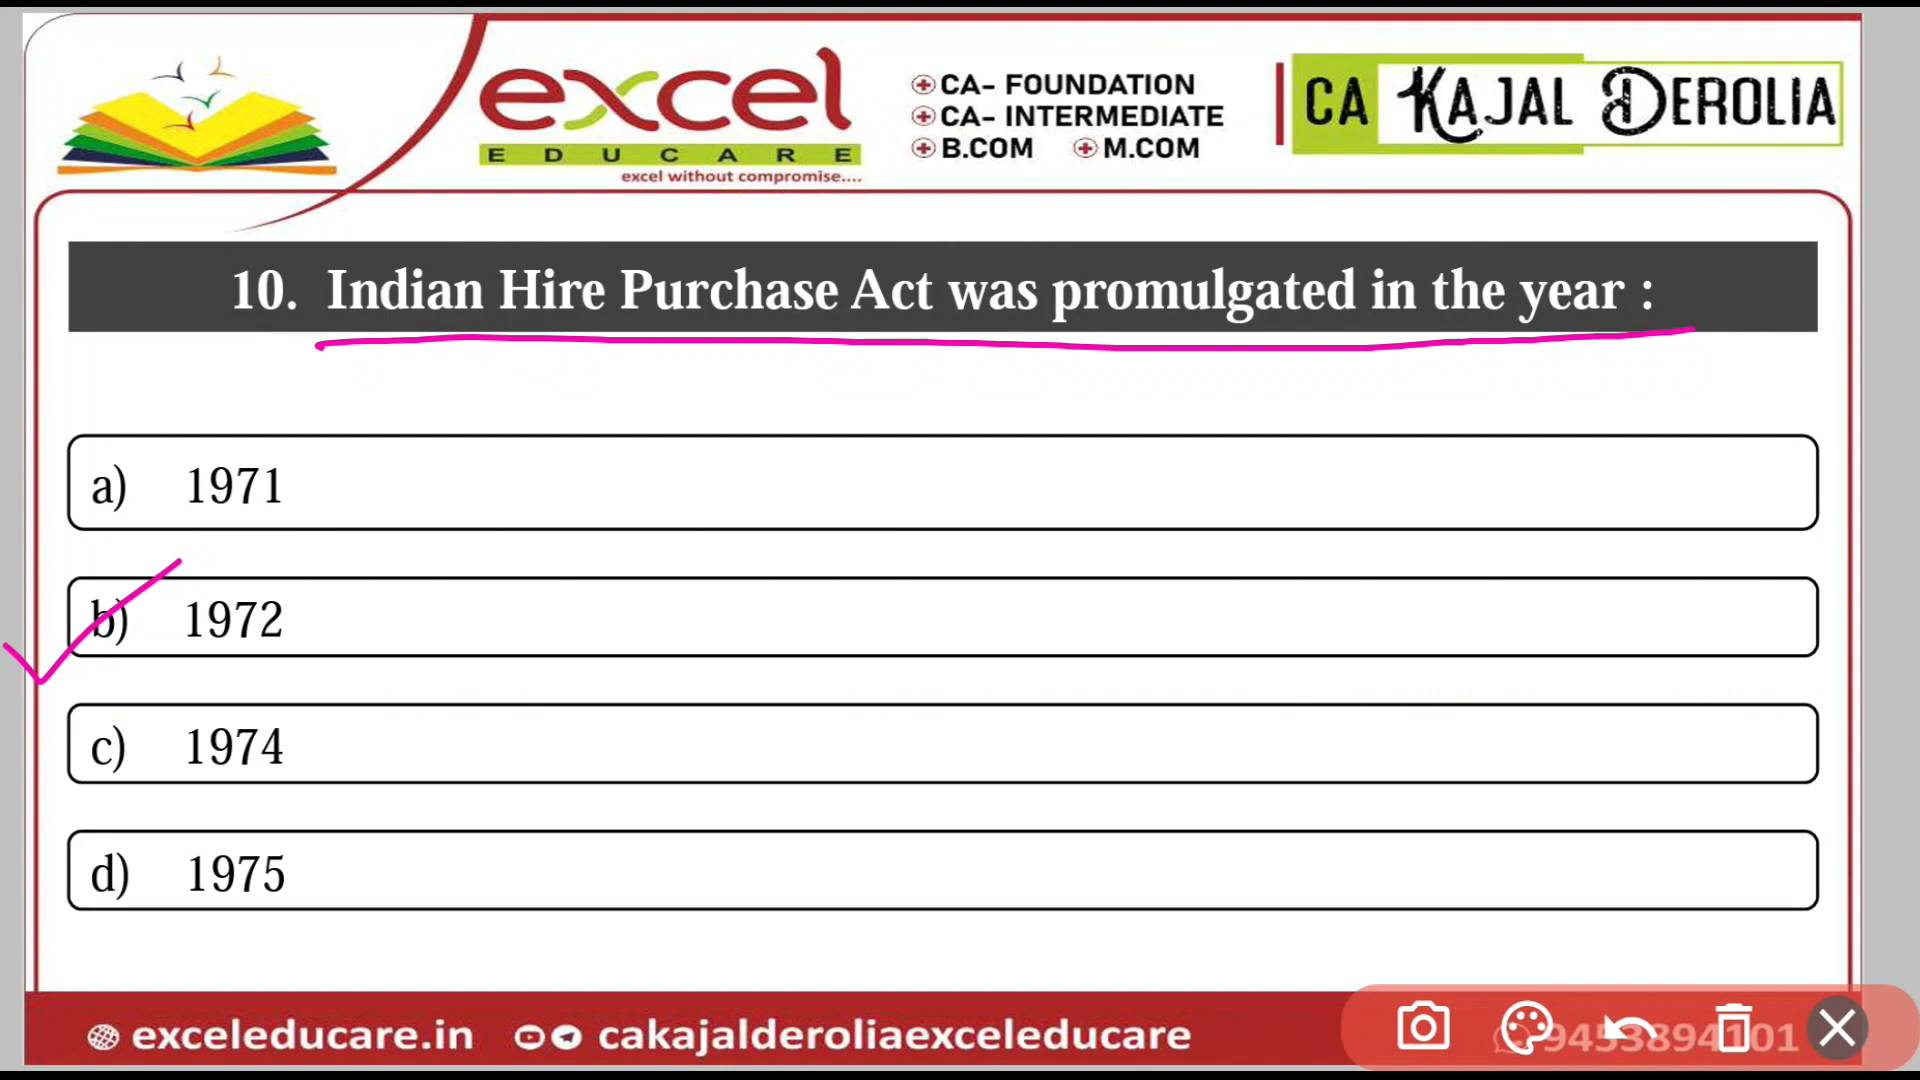 excel
EDUCARE
excel without compromise....
CA- FOUNDATION
CA- INTERMEDIATE
B.COM M.COM
CA KAJAL DEROLIA
10. Indian Hire Purchase Act was promulgated in the year :
a) 1971
b) 1972
c) 1974
d) 1975
exceleducare.in cakajalderoliaexceleducare 9453894101